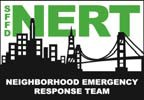 SFFD
NERT
NEIGHBORHOOD EMERGENCY
RESPONSE TEAM